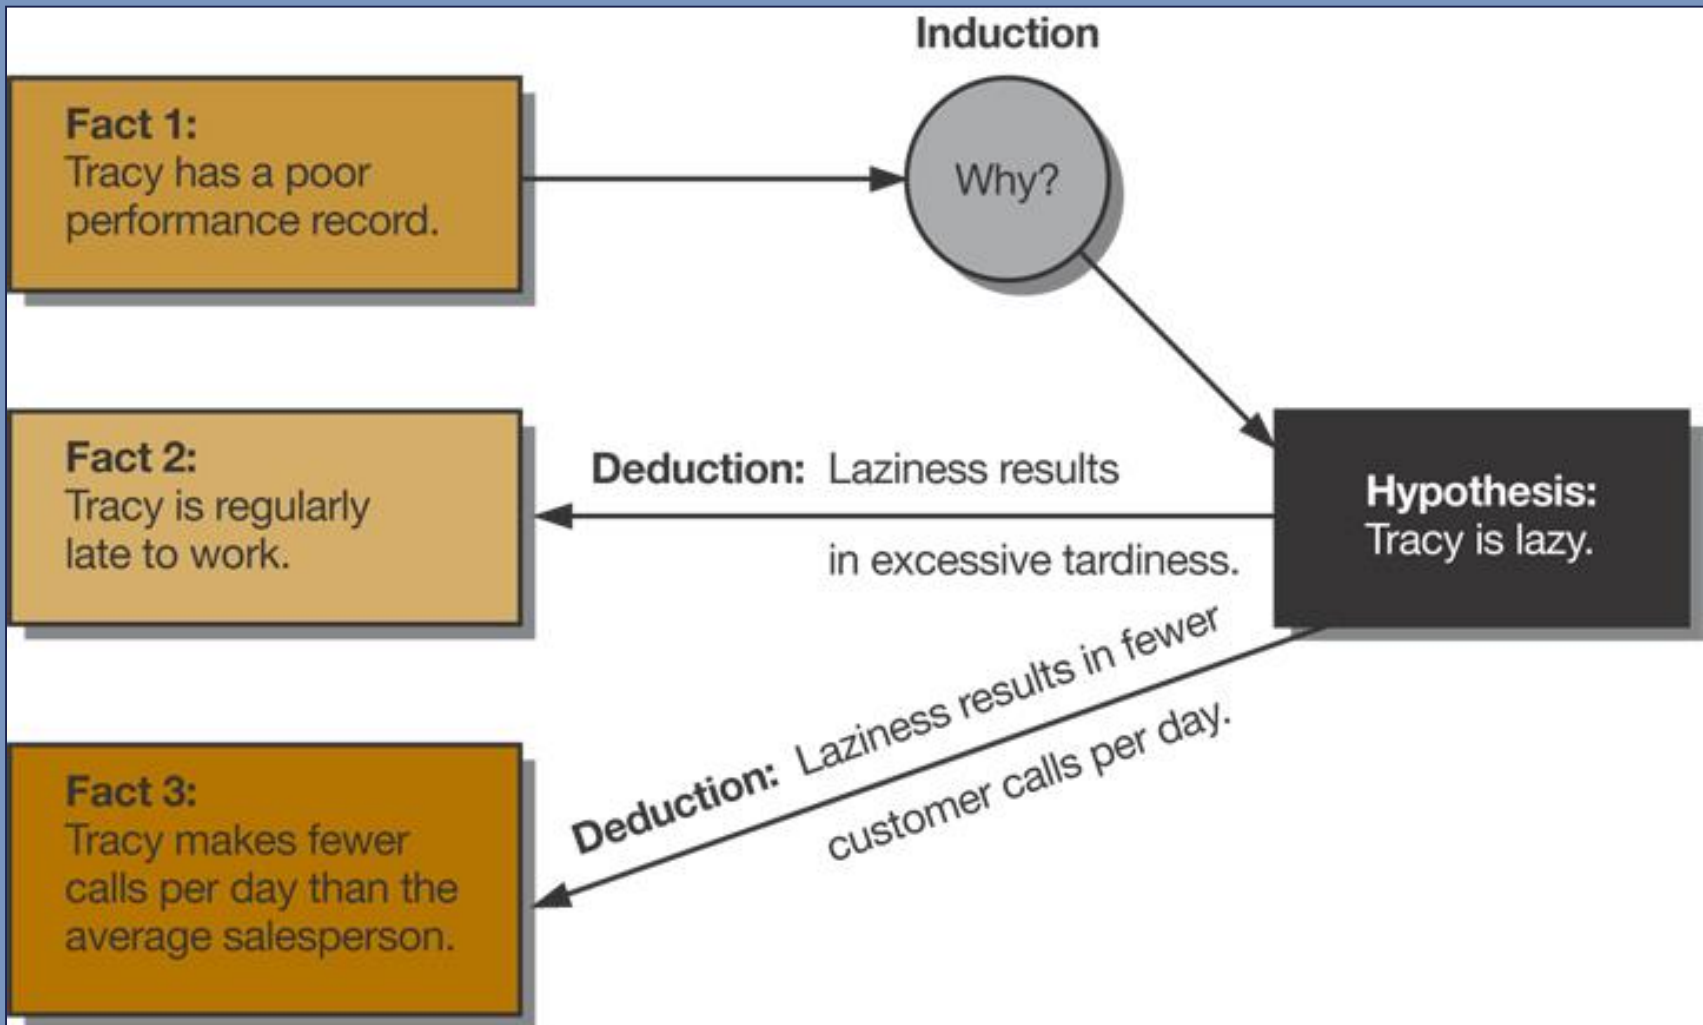 Induction
Fact 1:
Tracy has a poor
performance record.
Why?
Fact 2:
Tracy is regularly
late to work.
Deduction: Laziness results
in excessive tardiness.
Hypothesis:
Tracy is lazy.
Deduction: Laziness results in fewer
customer calls per day.
Fact 3:
Tracy makes fewer
calls per day than the
average salesperson.